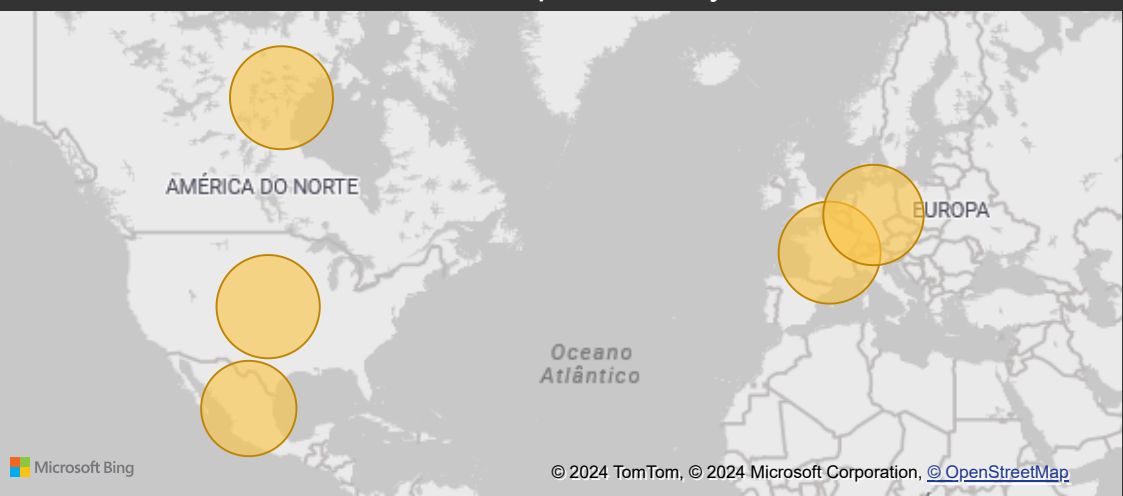 AMÉRICA DO NORTE
EUROPA
Oceano
Atlântico
Microsoft Bing
© 2024 TomTom, © 2024 Microsoft Corporation, © OpenStreetMap